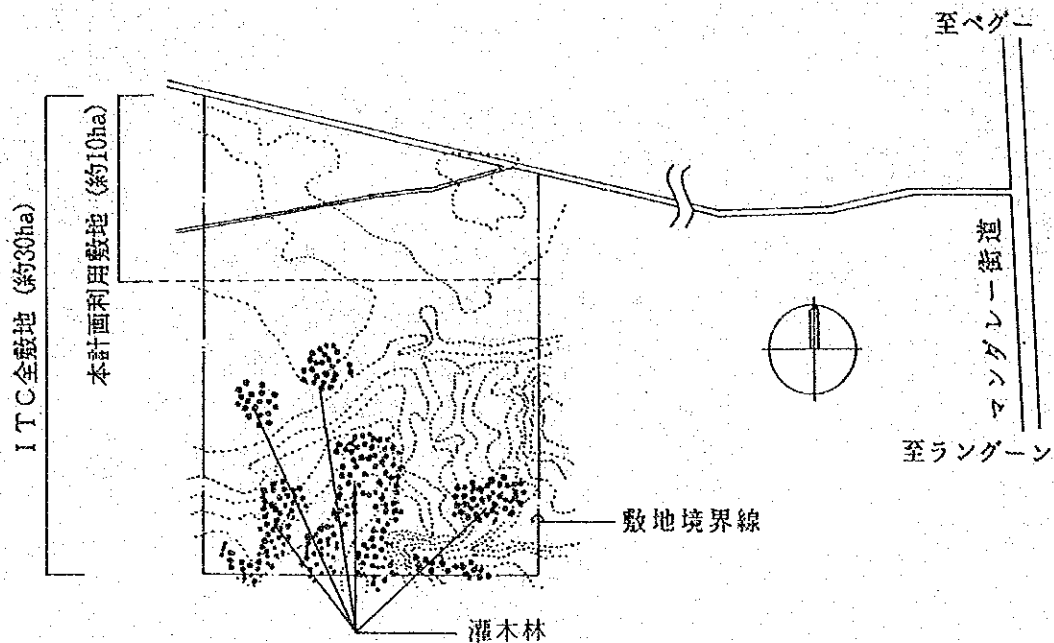 至ペグー
ITC全敷地 (約30ha)
本計画利用敷地 (約10ha)
マンダレー街道
至ラングーン
敷地境界線
灌木林